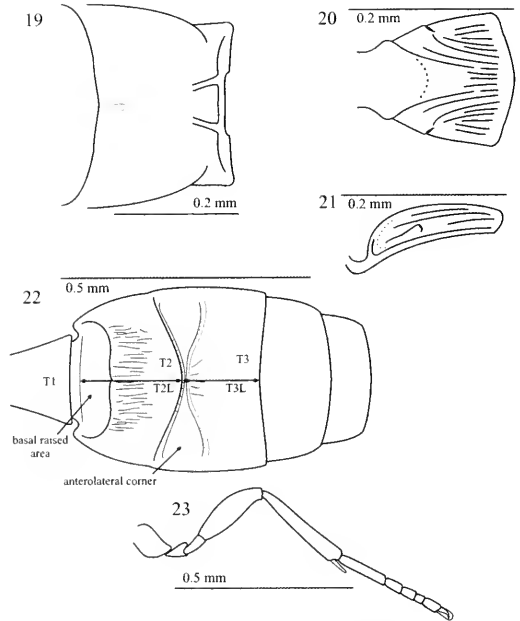 19
0.2 mm
20
0.2 mm
21
0.2 mm
22
0.5 mm
T1
T2
T3
T2L
T3L
basal raised
area
anterolateral corner
23
0.5 mm